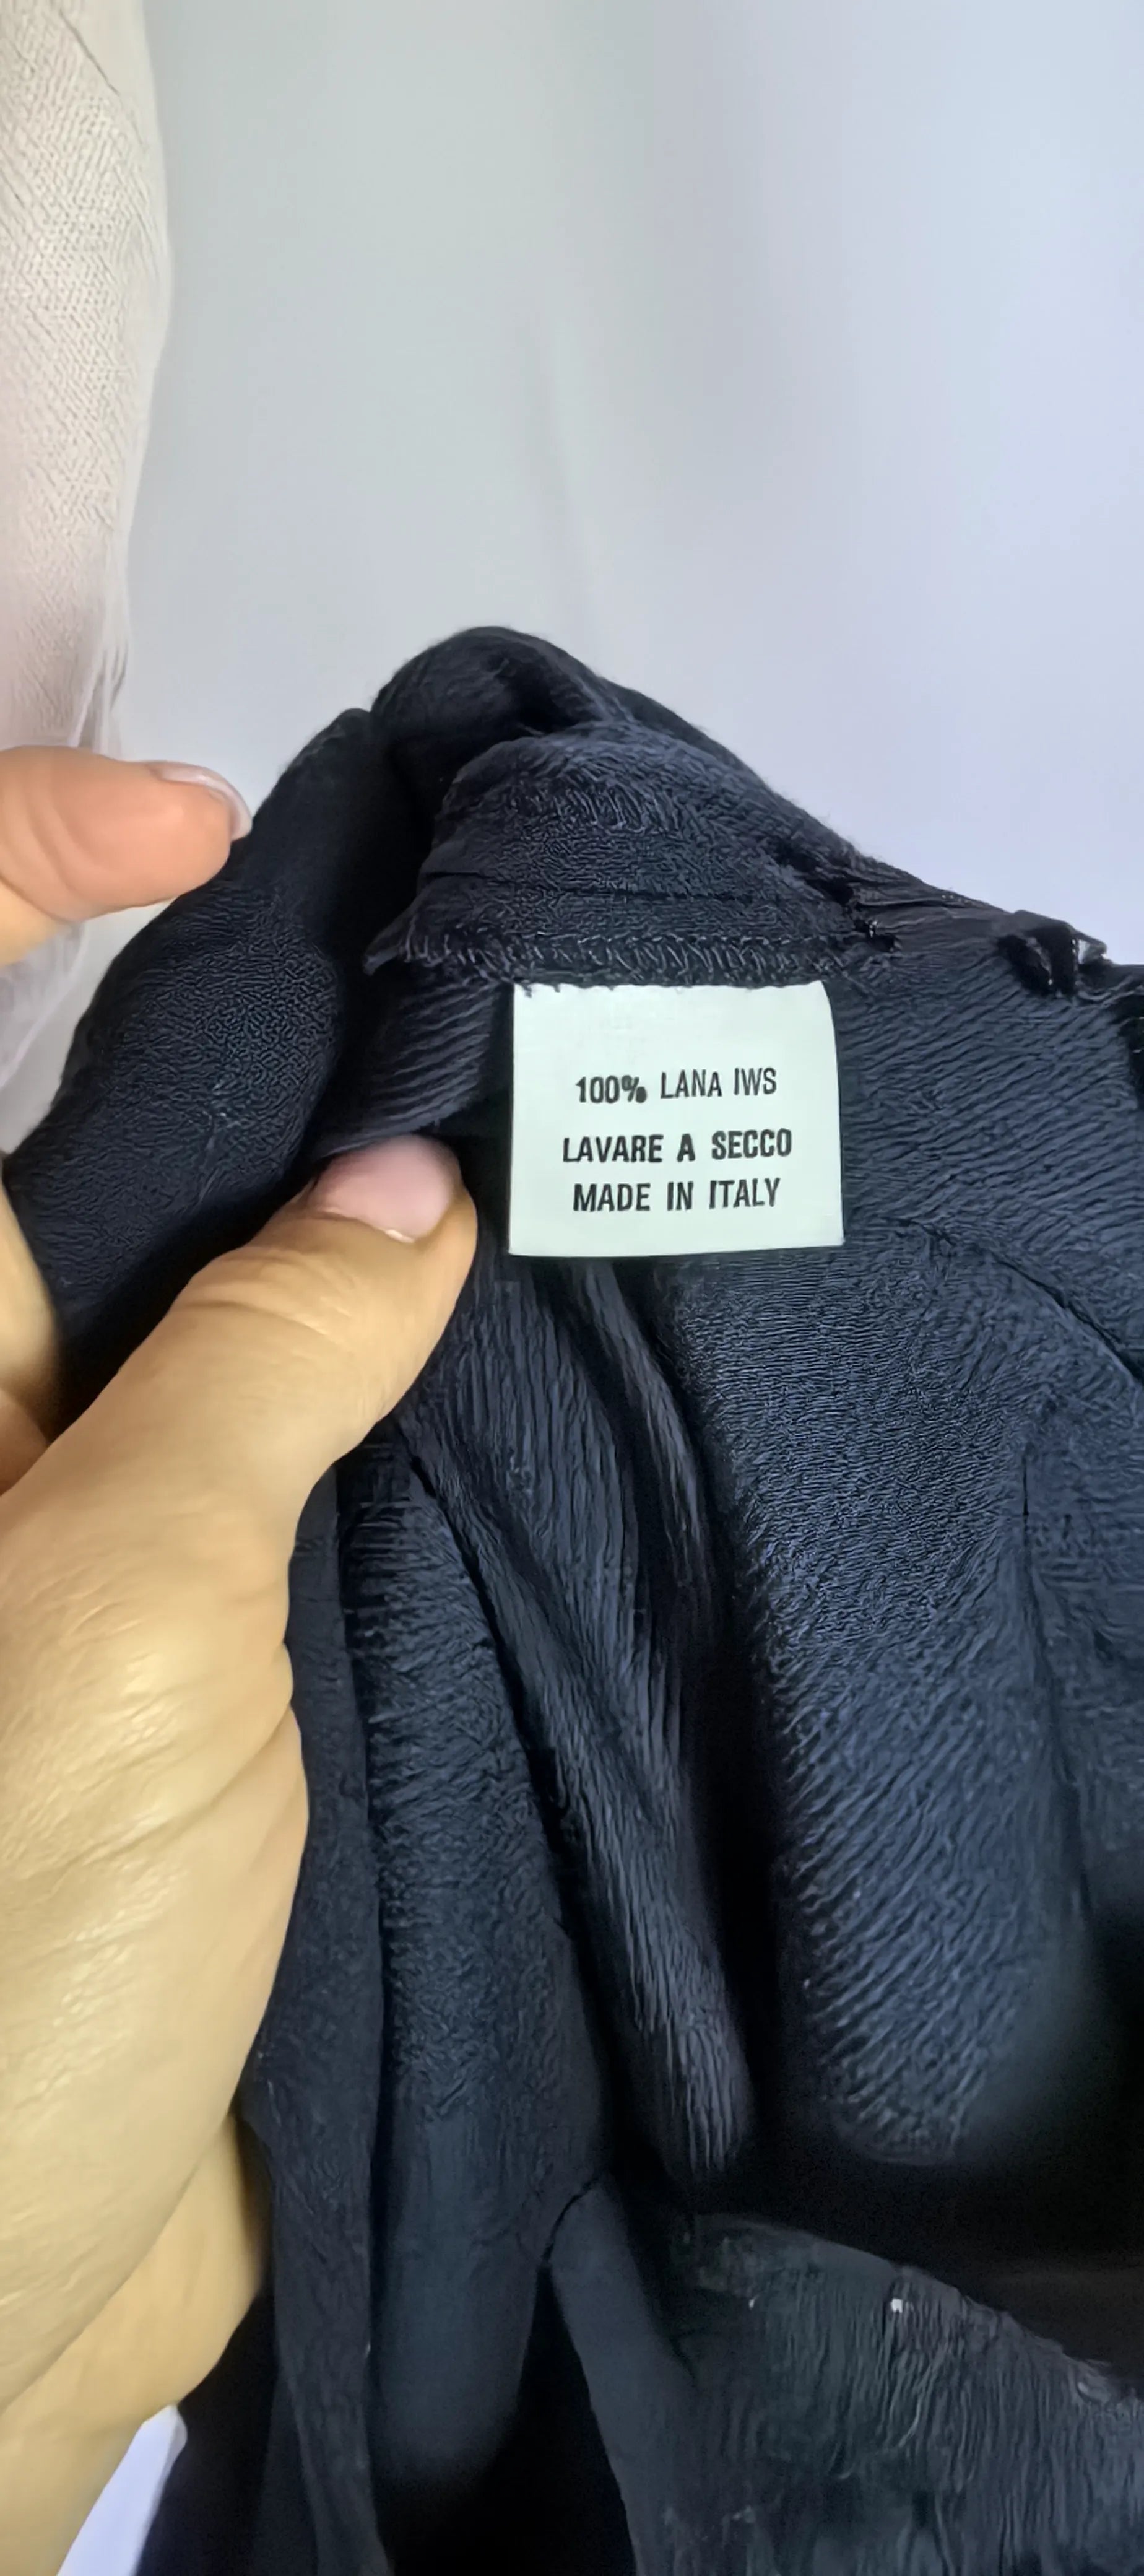 100% LANA IWS
LAVARE A SECCO
MADE IN ITALY